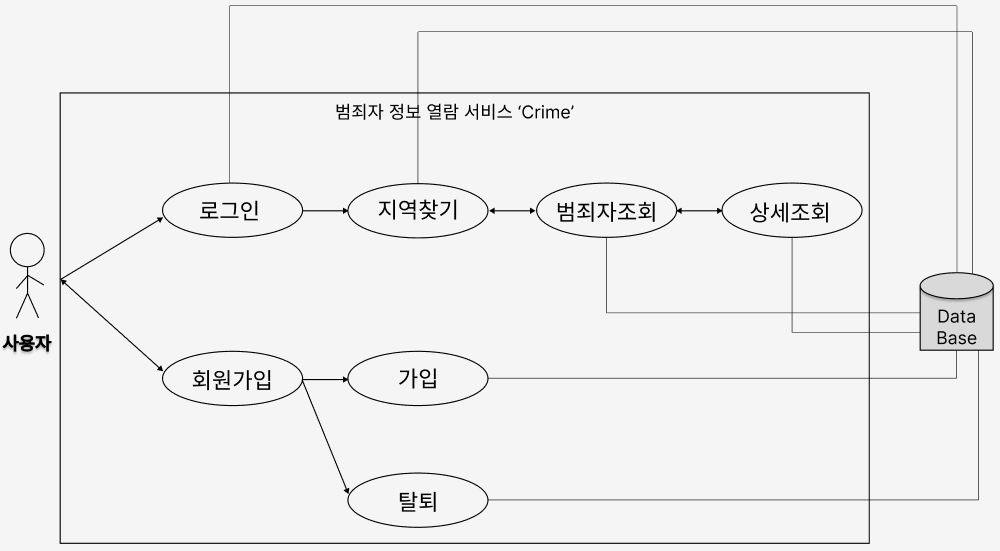 범죄자 정보 열람 서비스 ‘Crime’
로그인
지역찾기
범죄자조회
상세조회
사용자
Data
Base
회원가입
가입
탈퇴